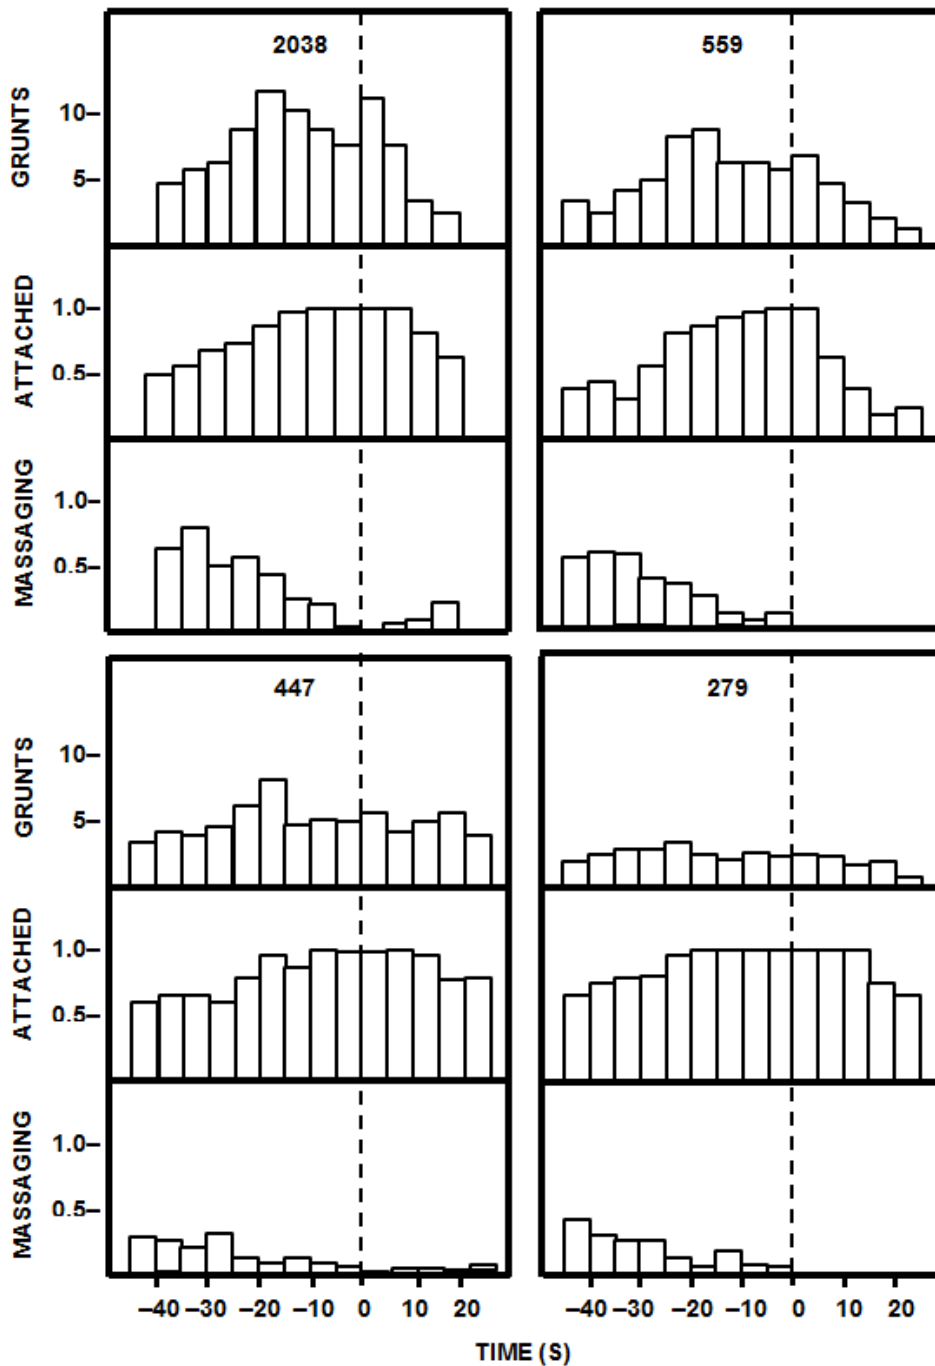 2038
559
GRUNTS
10–
5–
ATTACHED
1.0–
0.5–
MASSAGING
1.0–
0.5–
447
279
GRUNTS
10–
5–
ATTACHED
1.0–
0.5–
MASSAGING
1.0–
0.5–
–40 –30 –20 –10 0 10 20
–40 –30 –20 –10 0 10 20
TIME (S)